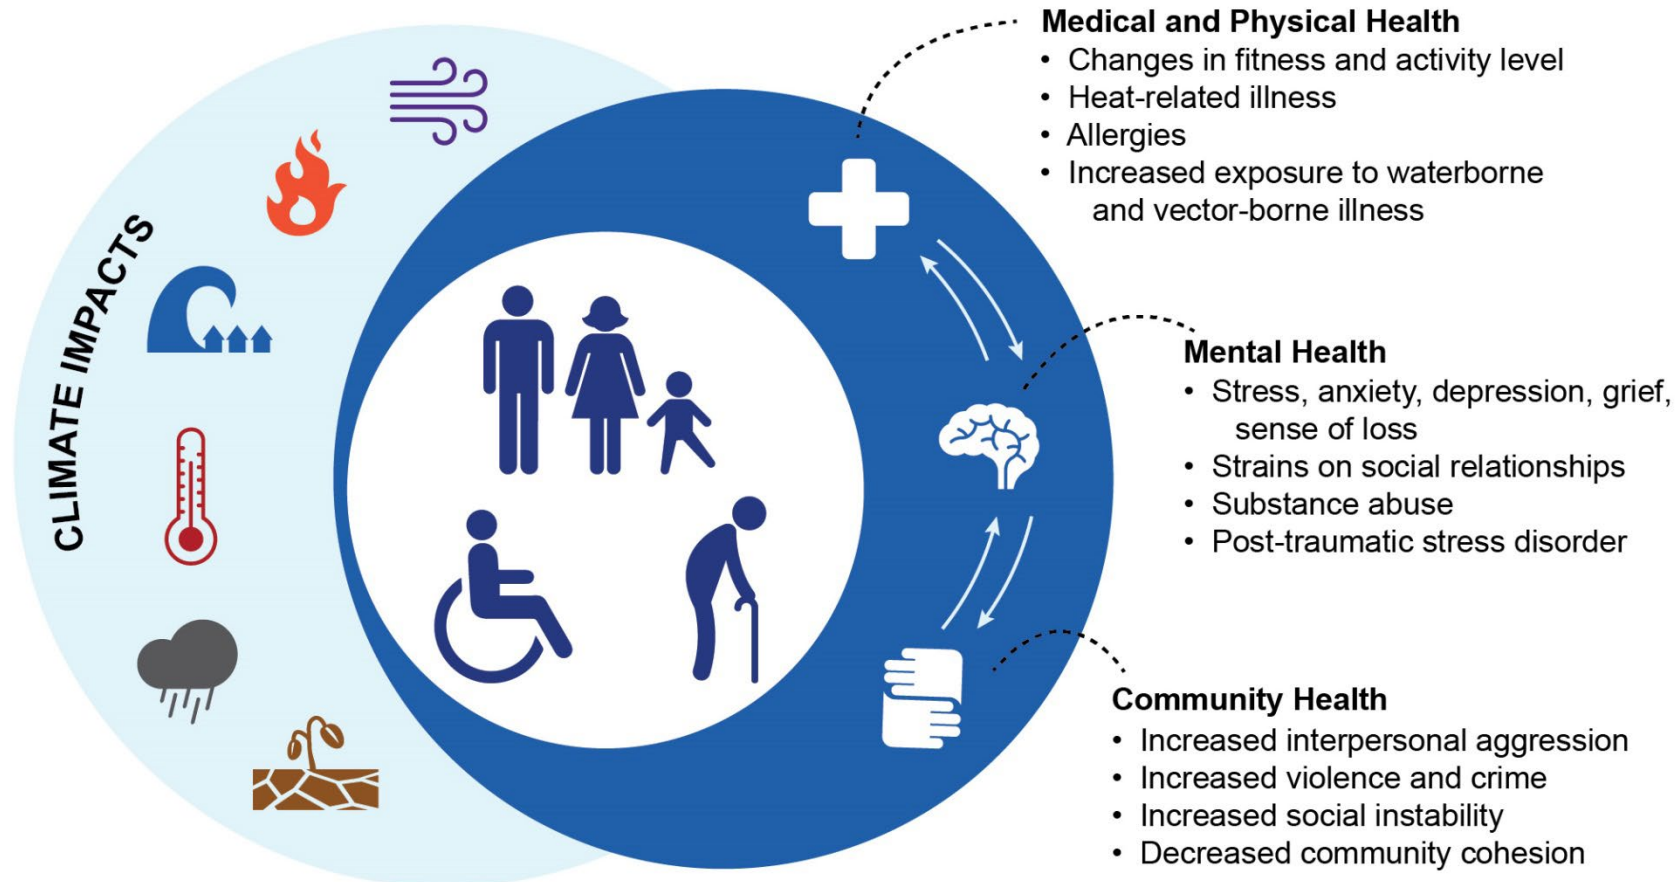 CLIMATE IMPACTS
Medical and Physical Health
• Changes in fitness and activity level
• Heat-related illness
• Allergies
• Increased exposure to waterborne
and vector-borne illness
Mental Health
• Stress, anxiety, depression, grief,
sense of loss
• Strains on social relationships
• Substance abuse
• Post-traumatic stress disorder
Community Health
• Increased interpersonal aggression
• Increased violence and crime
• Increased social instability
• Decreased community cohesion